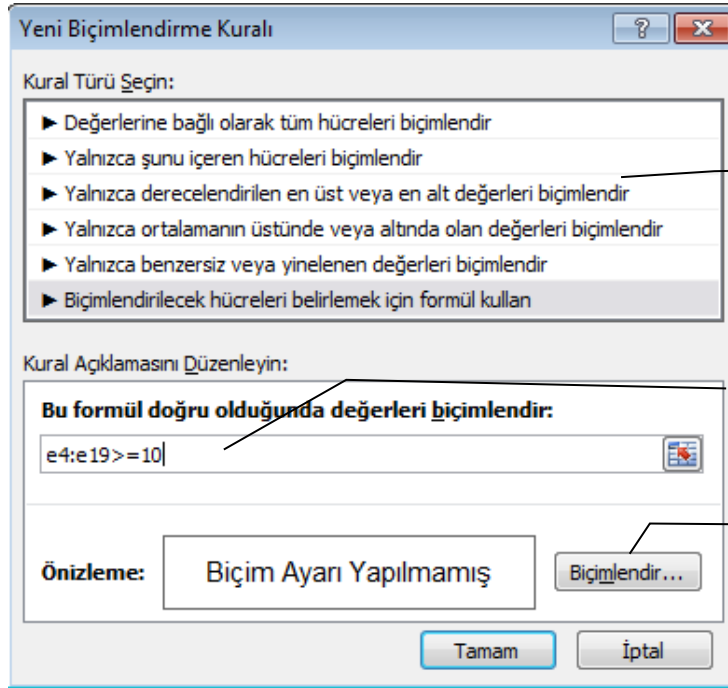 Yeni Biçimlendirme Kuralı
Kural Türü Seçin:
► Değerlerine bağlı olarak tüm hücreleri biçimlendir
► Yalnızca şunu içeren hücreleri biçimlendir
► Yalnızca derecelendirilen en üst veya en alt değerleri biçimlendir
► Yalnızca ortalamanın üstünde veya altında olan değerleri biçimlendir
► Yalnızca benzersiz veya yinelenen değerleri biçimlendir
► Biçimlendirilecek hücreleri belirlemek için formül kullan
Kural Açıklamasını Düzenleyin:
Bu formül doğru olduğunda değerleri biçimlendir:
e4:e19>=10
Önizleme: Biçim Ayarı Yapılmamış Biçimlendir...
Tamam İptal